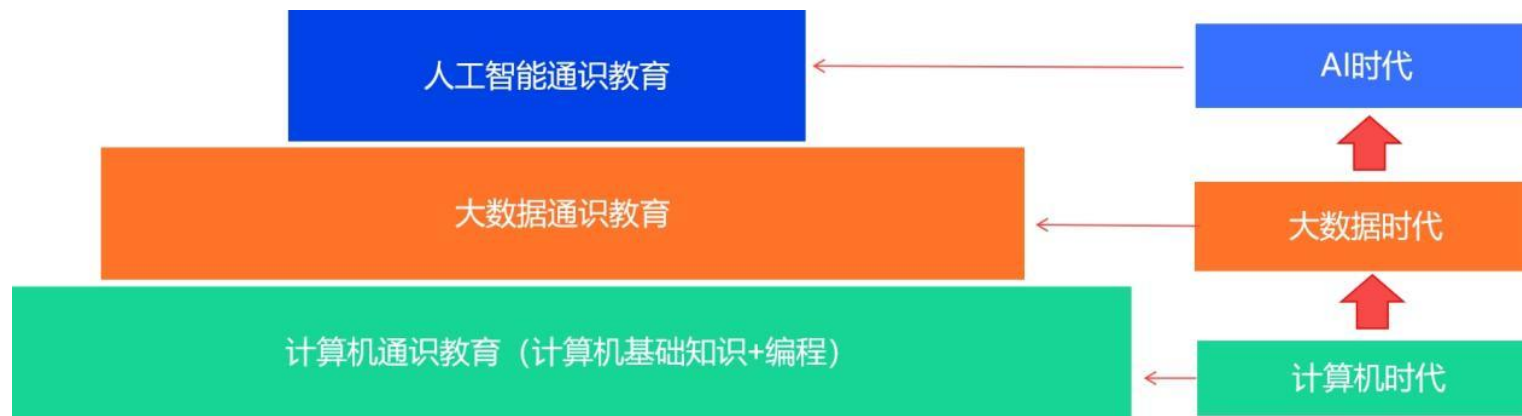 人工智能通识教育
AI时代
大数据通识教育
大数据时代
计算机通识教育（计算机基础知识+编程）
计算机时代